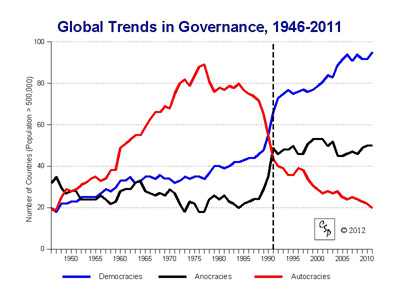 Global Trends in Governance, 1946-2011
Number of Countries (Population > 500,000)
100
80
60
40
20
0
1950 1955 1960 1965 1970 1975 1980 1985 1990 1995 2000 2005 2010
CSP © 2012
Democracies Anocracies Autocracies